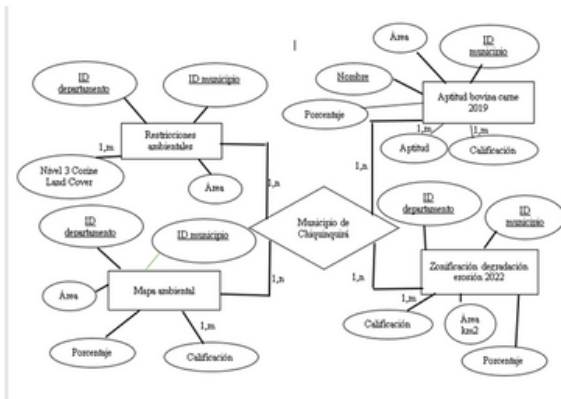 Área
ID
municipio
ID
departamento
ID municipio
Nombre
Aptitud bovina carne
2019
Porcentaje
Restricciones
ambientales
1,m
1,m
1,m
Aptitud
Calificación
Nivel 3 Corine
Land Cover
Área
1,n
1,n
ID
departamento
ID municipio
Municipio de
Chiquinquirá
ID
departamento
ID
municipio
Área
Mapa ambiental
1,n
1,n
Zonificación degradación
erosión 2022
1,m
1,m
Porcentaje
Calificación
Calificación
Área
km2
Porcentaje